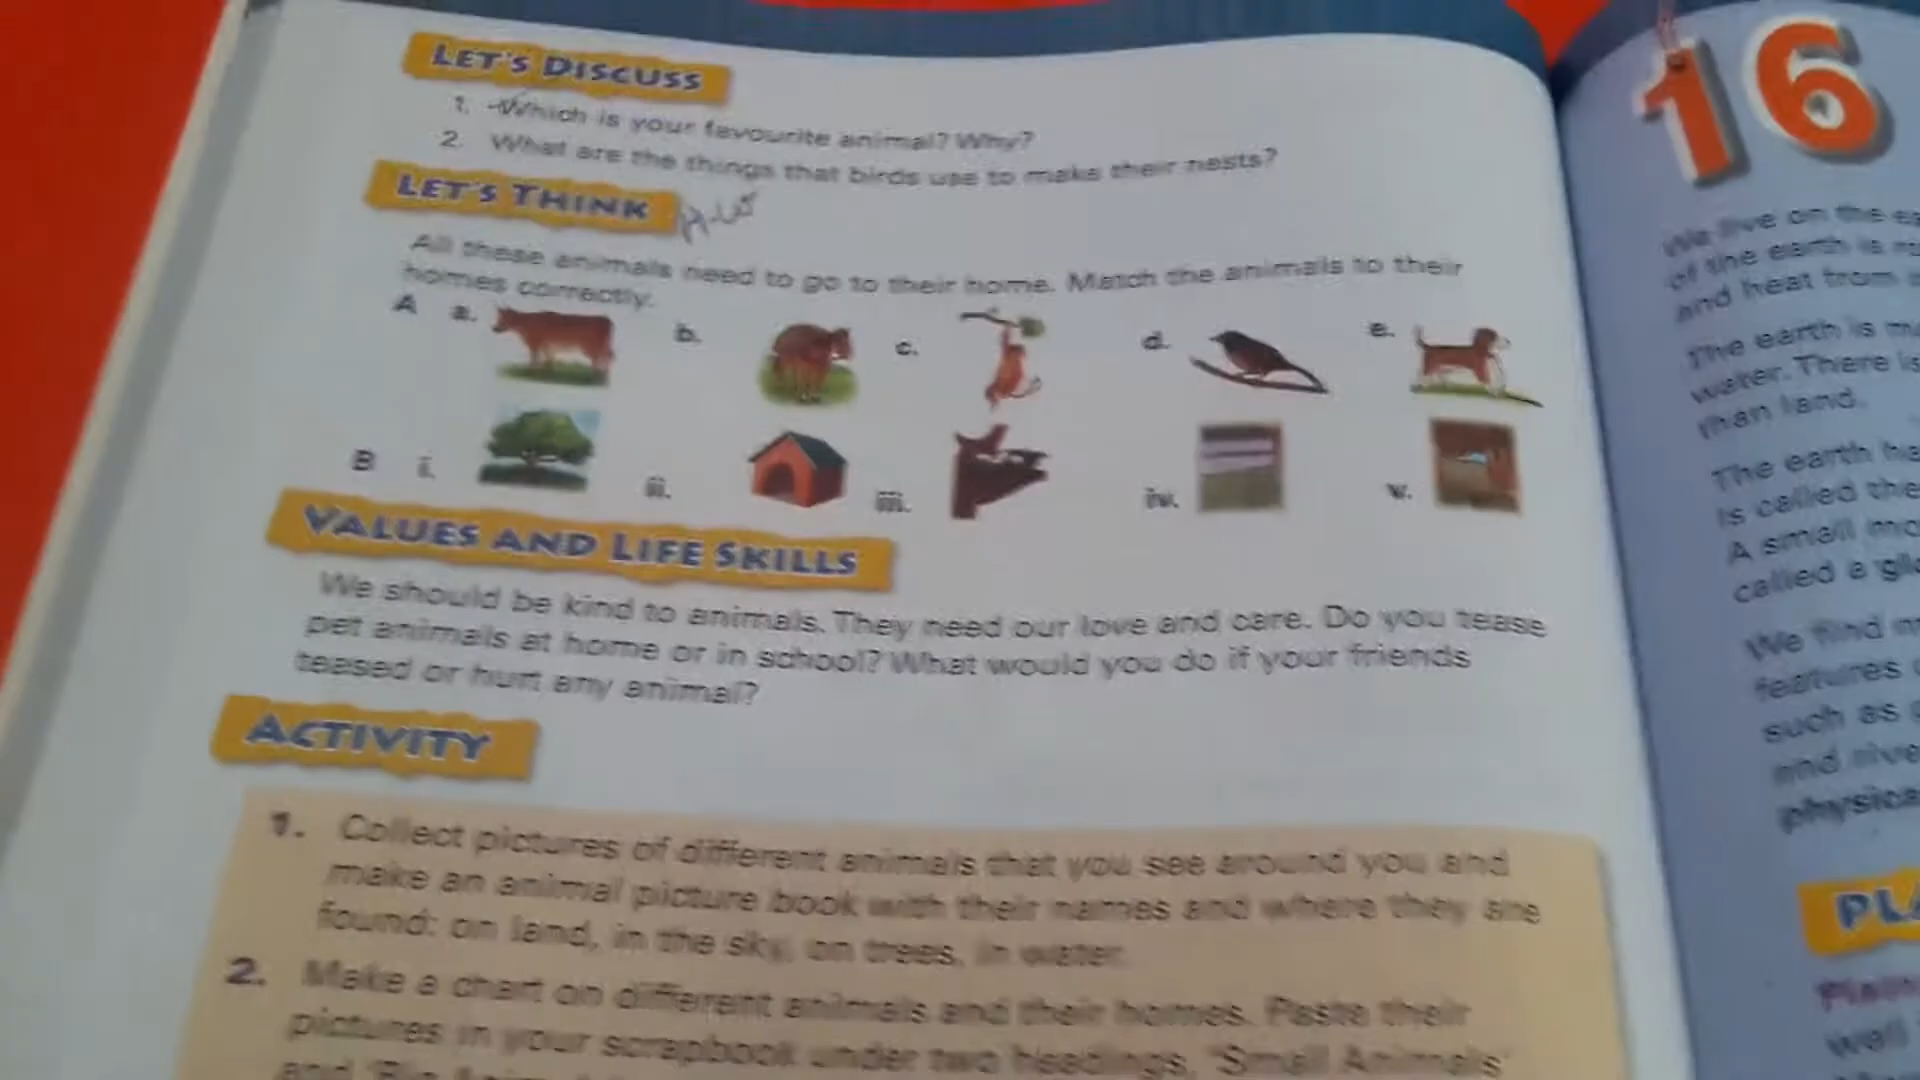 LET'S DISCUSS
1. Which is your favourite animal? Why?
2. What are the things that birds use to make their nests?
LET'S THINK
All these animals need to go to their home. Match the animals to their
homes correctly.
A a. b. c. d. e.
B i. ii. iii. iv. v.
VALUES AND LIFE SKILLS
We should be kind to animals. They need our love and care. Do you tease
pet animals at home or in school? What would you do if your friends
teased or hurt any animal?
ACTIVITY
1. Collect pictures of different animals that you see around you and
make an animal picture book with their names and where they are
found: on land, in the sky, on trees, in water.
2. Make a chart on different animals and their homes. Paste their
pictures in your scrapbook under two headings, 'Small Animals'
and 'Big
16
We live on the
of the earth is
and heat from
The earth is
water. There is
than land.
The earth
is called the
A small
called a
We find
features
such as
and
physical
PLA
Plain
well